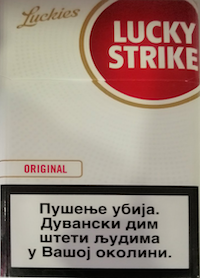 Luckies
LUCKY
STRIKE
ORIGINAL
Пушење убија.
Дувански дим
штети људима
у Вашој околини.